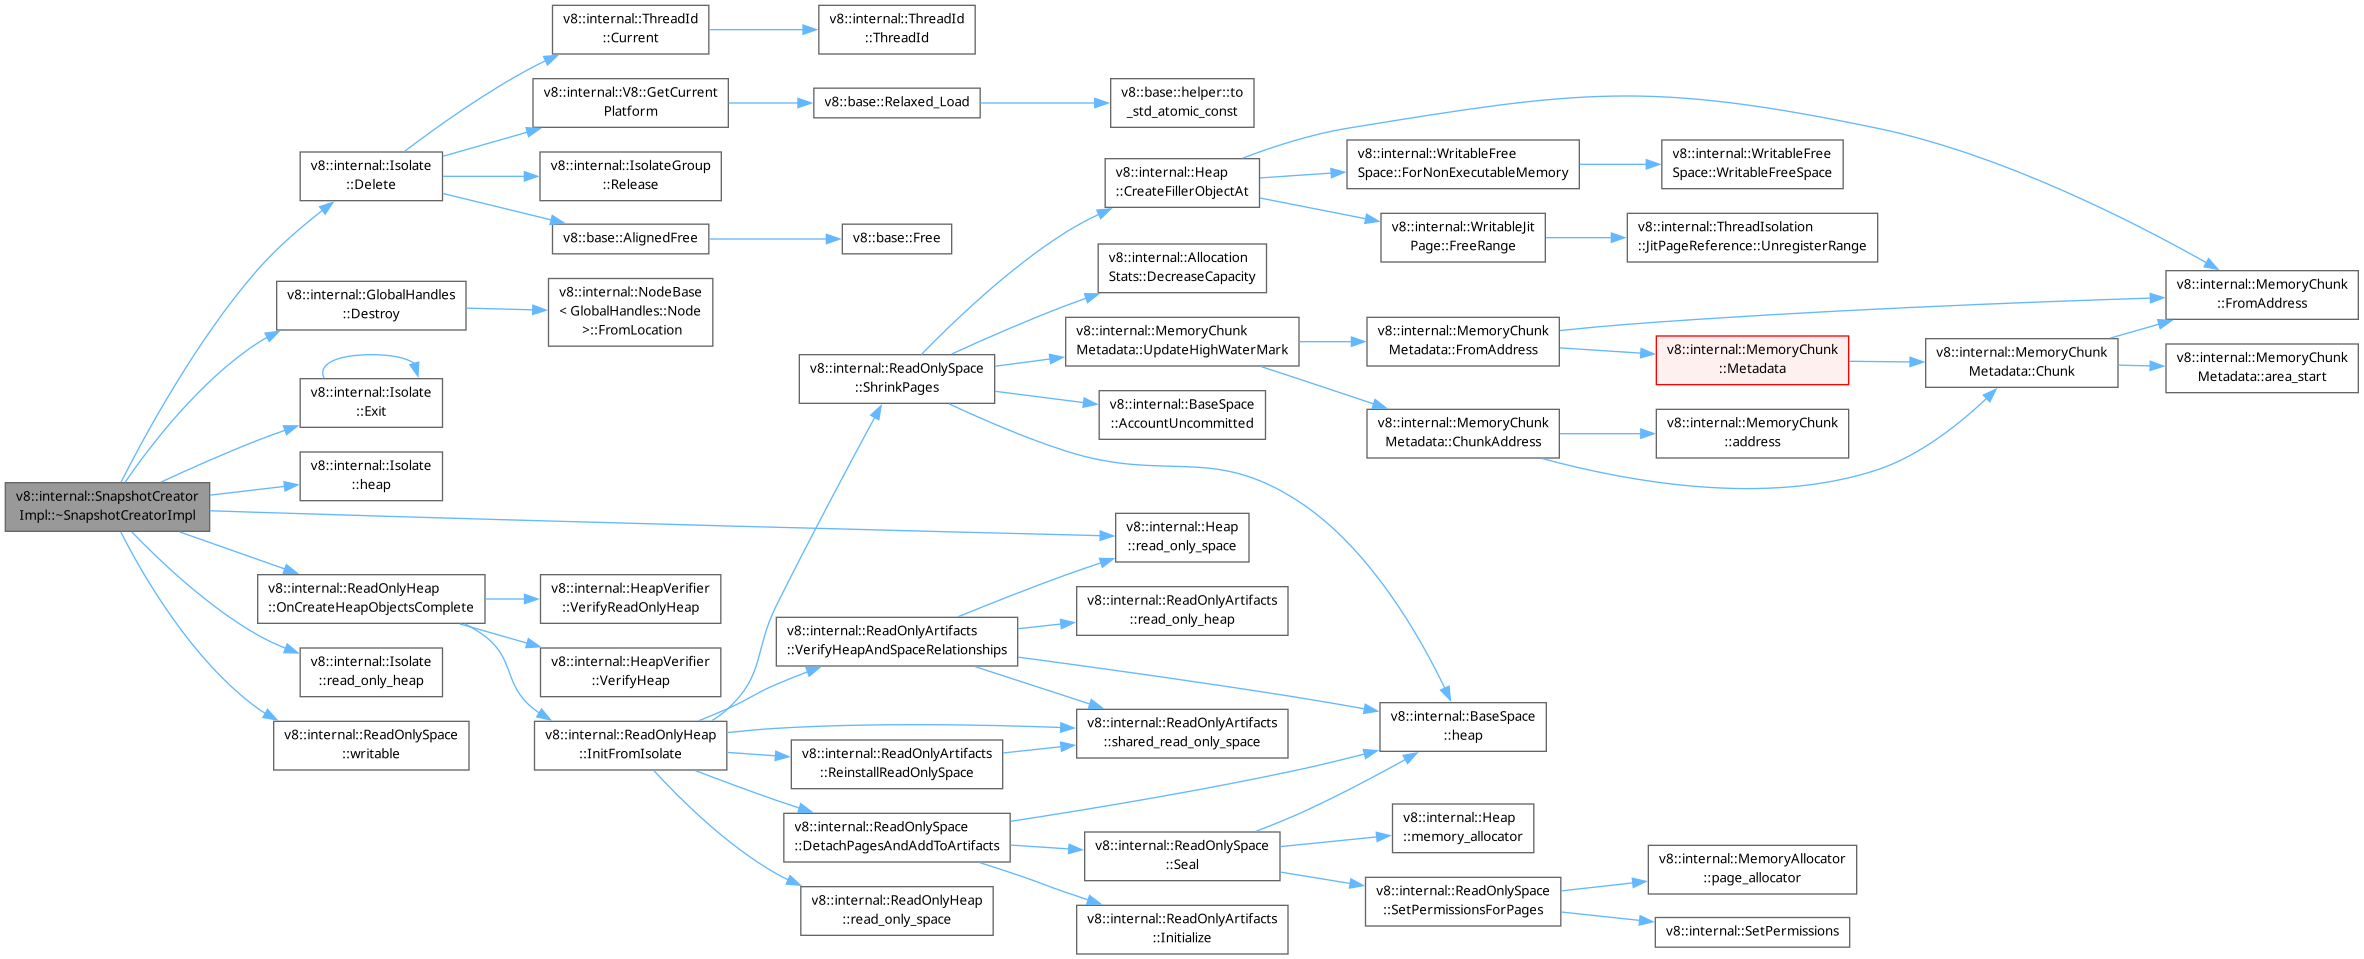 v8::internal::SnapshotCreator
Impl::~SnapshotCreatorImpl
v8::internal::Isolate
::Delete
v8::internal::ThreadId
::Current
v8::internal::ThreadId
::ThreadId
v8::internal::V8::GetCurrent
Platform
v8::base::Relaxed_Load
v8::base::helper::to
_std_atomic_const
v8::internal::IsolateGroup
::Release
v8::base::AlignedFree
v8::base::Free
v8::internal::GlobalHandles
::Destroy
v8::internal::NodeBase
< GlobalHandles::Node
>::FromLocation
v8::internal::Isolate
::Exit
v8::internal::Isolate
::heap
v8::internal::Heap
::read_only_space
v8::internal::ReadOnlyHeap
::OnCreateHeapObjectsComplete
v8::internal::HeapVerifier
::VerifyReadOnlyHeap
v8::internal::HeapVerifier
::VerifyHeap
v8::internal::ReadOnlyHeap
::InitFromIsolate
v8::internal::Isolate
::read_only_heap
v8::internal::ReadOnlySpace
::writable
v8::internal::ReadOnlySpace
::ShrinkPages
v8::internal::Heap
::CreateFillerObjectAt
v8::internal::WritableFree
Space::ForNonExecutableMemory
v8::internal::WritableFree
Space::WritableFreeSpace
v8::internal::WritableJit
Page::FreeRange
v8::internal::ThreadIsolation
::JitPageReference::UnregisterRange
v8::internal::MemoryChunk
::FromAddress
v8::internal::Allocation
Stats::DecreaseCapacity
v8::internal::MemoryChunk
Metadata::UpdateHighWaterMark
v8::internal::MemoryChunk
Metadata::FromAddress
v8::internal::MemoryChunk
::Metadata
v8::internal::MemoryChunk
Metadata::Chunk
v8::internal::MemoryChunk
Metadata::area_start
v8::internal::BaseSpace
::AccountUncommitted
v8::internal::MemoryChunk
Metadata::ChunkAddress
v8::internal::MemoryChunk
::address
v8::internal::ReadOnlyArtifacts
::VerifyHeapAndSpaceRelationships
v8::internal::ReadOnlyArtifacts
::read_only_heap
v8::internal::ReadOnlyArtifacts
::shared_read_only_space
v8::internal::BaseSpace
::heap
v8::internal::ReadOnlyArtifacts
::ReinstallReadOnlySpace
v8::internal::ReadOnlySpace
::DetachPagesAndAddToArtifacts
v8::internal::ReadOnlySpace
::Seal
v8::internal::Heap
::memory_allocator
v8::internal::ReadOnlySpace
::SetPermissionsForPages
v8::internal::MemoryAllocator
::page_allocator
v8::internal::SetPermissions
v8::internal::ReadOnlyHeap
::read_only_space
v8::internal::ReadOnlyArtifacts
::Initialize